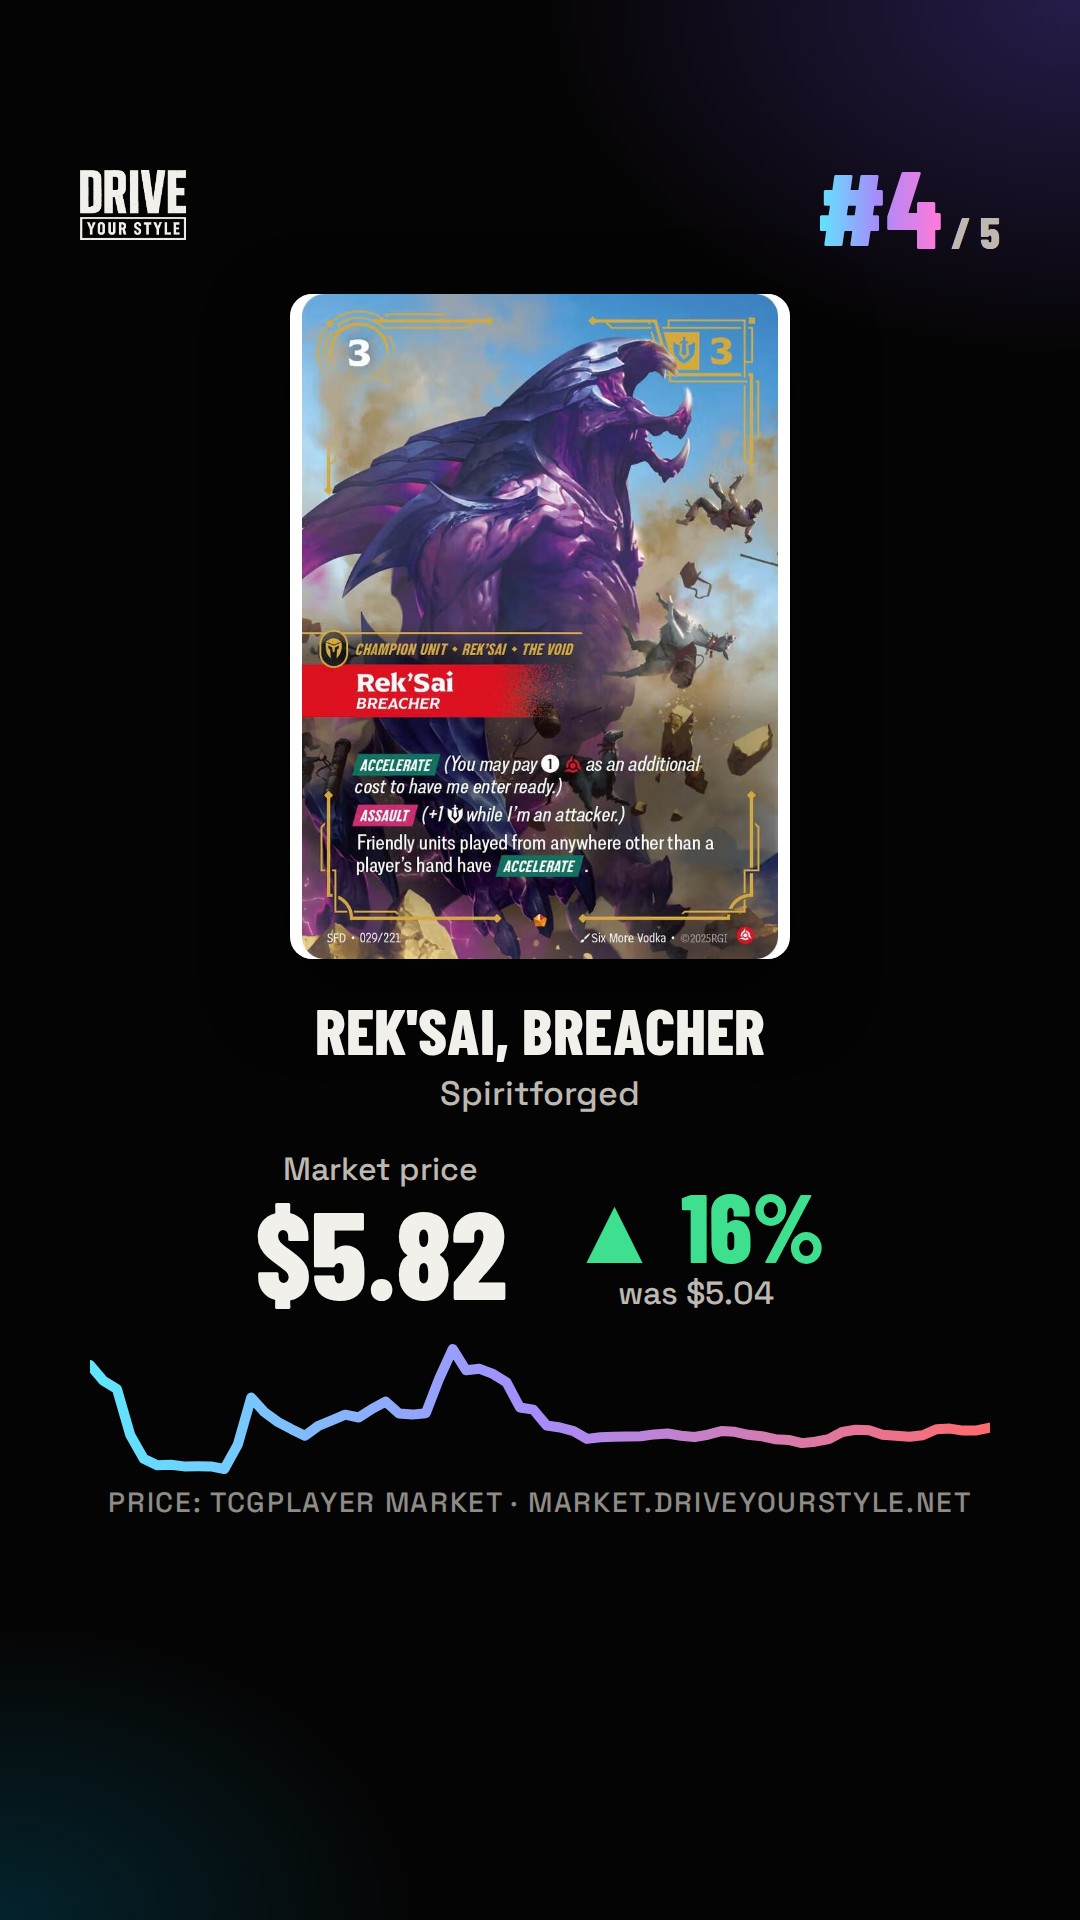 DRIVE
YOUR STYLE
#4 / 5
3
3
CHAMPION UNIT • REK'SAI • THE VOID
Rek'Sai
BREACHER
ACCELERATE (You may pay 1 as an additional
cost to have me enter ready.)
ASSAULT (+1 while I'm an attacker.)
Friendly units played from anywhere other than a
player's hand have ACCELERATE.
SFD • 029/221
Six More Vodka • ©2025RGI
REK'SAI, BREACHER
Spiritforged
Market price
$5.82
▲ 16%
was $5.04
PRICE: TCGPLAYER MARKET · MARKET.DRIVEYOURSTYLE.NET